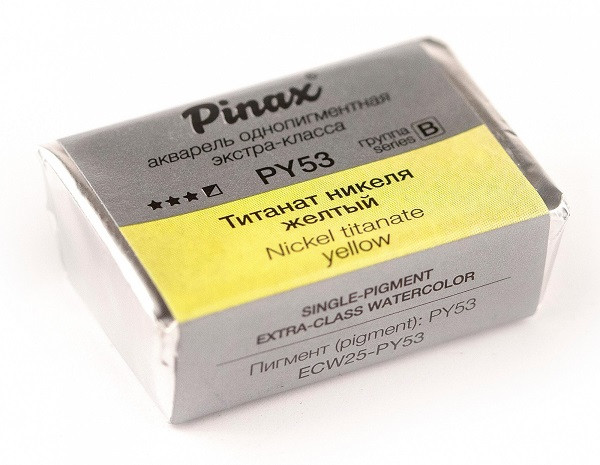 Pinax®
акварель однопигментная
экстра-класса
PY53
группа
series B
Титанат никеля
желтый
Nickel titanate
yellow
SINGLE-PIGMENT
EXTRA-CLASS WATERCOLOR
Пигмент (pigment): PY53
ECW25-PY53